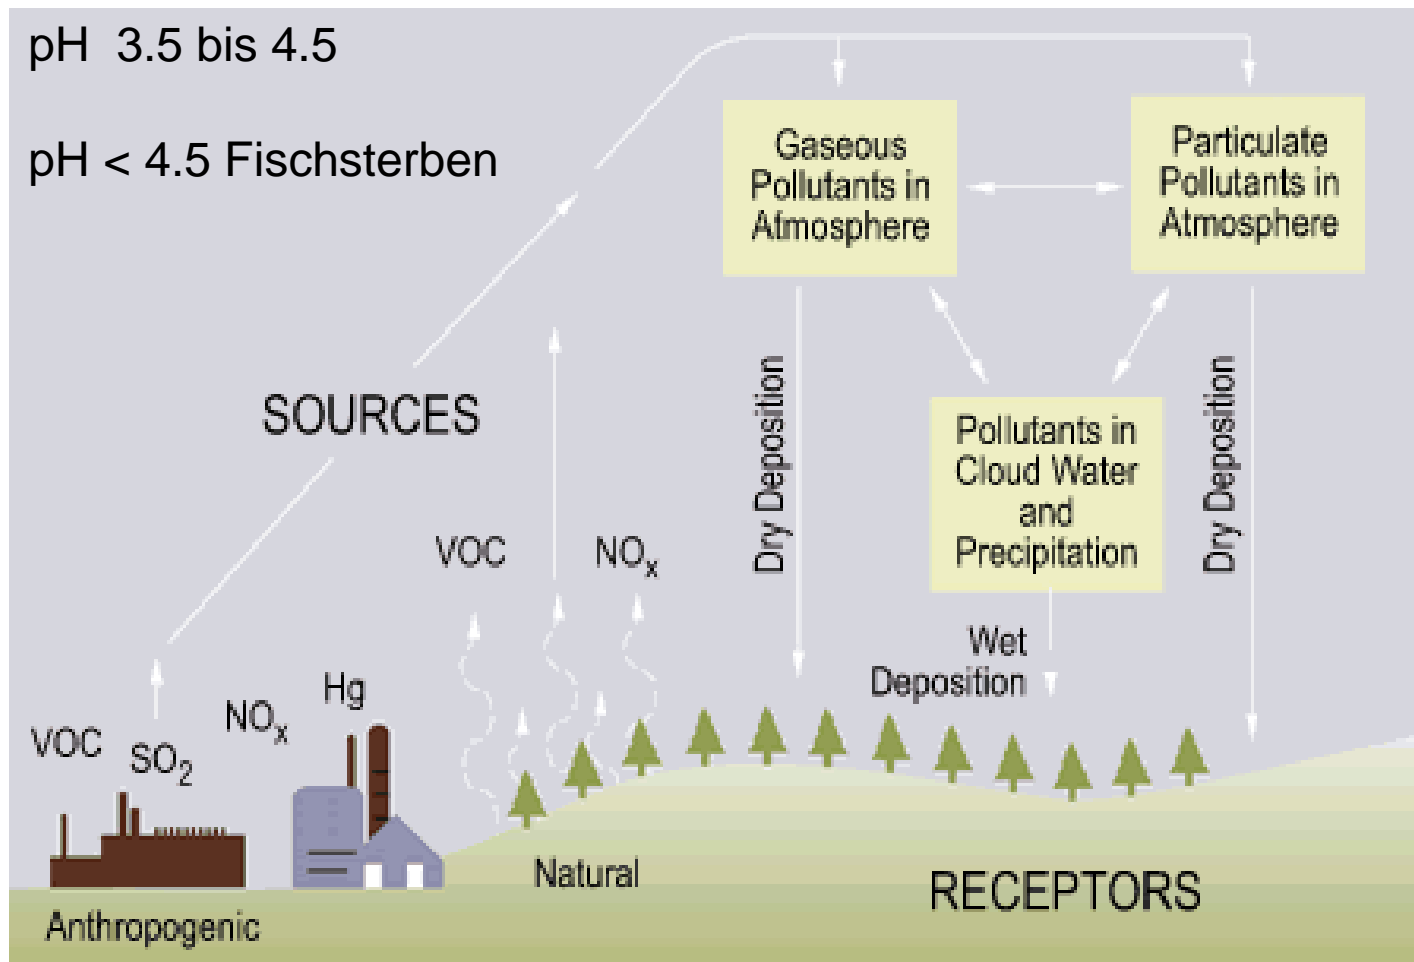 pH 3.5 bis 4.5
pH < 4.5 Fischsterben
Gaseous
Pollutants in
Atmosphere
Particulate
Pollutants in
Atmosphere
SOURCES
Dry Deposition
Pollutants in
Cloud Water
and
Precipitation
Dry Deposition
VOC
NOx
Wet
Deposition
VOC
SO2
NOx
Hg
Natural
RECEPTORS
Anthropogenic